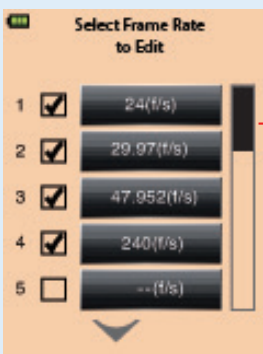 Select Frame Rate
to Edit
1 24(f/s)
2 29.97(f/s)
3 47.952(f/s)
4 240(f/s)
5 --(f/s)